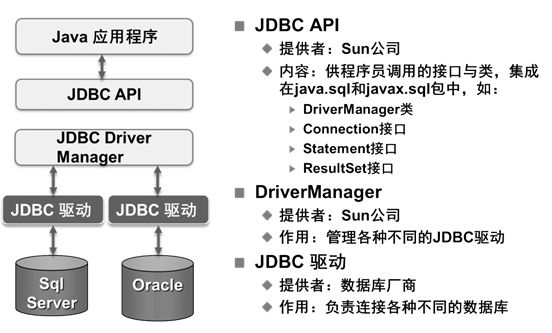 Java 应用程序
JDBC API
JDBC Driver
Manager
JDBC 驱动
JDBC 驱动
Sql
Server
Oracle
JDBC API
提供者：Sun公司
内容：供程序员调用的接口与类，集成
在java.sql和javax.sql包中，如：
DriverManager类
Connection接口
Statement接口
ResultSet接口
DriverManager
提供者：Sun公司
作用：管理各种不同的JDBC驱动
JDBC 驱动
提供者：数据库厂商
作用：负责连接各种不同的数据库